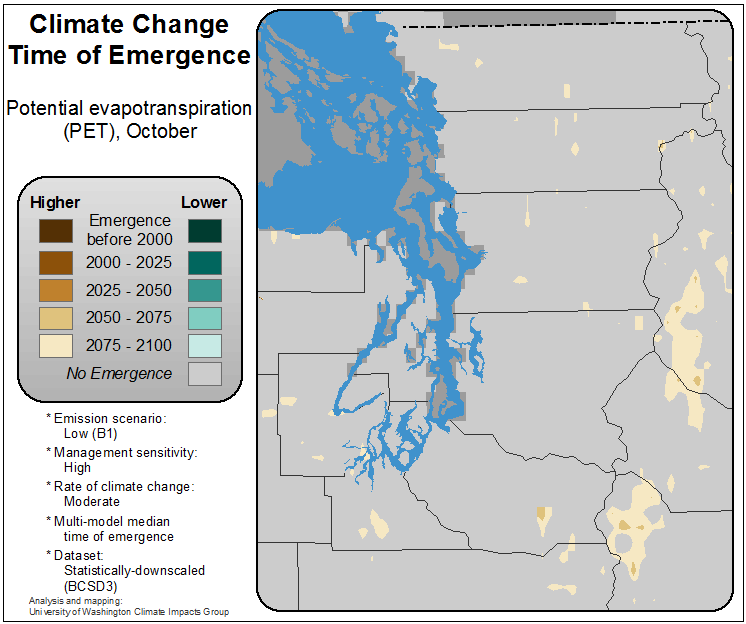 Climate Change
Time of Emergence
Potential evapotranspiration
(PET), October
Higher Lower
Emergence
before 2000
2000 - 2025
2025 - 2050
2050 - 2075
2075 - 2100
No Emergence
* Emission scenario:
Low (B1)
* Management sensitivity:
High
* Rate of climate change:
Moderate
* Multi-model median
time of emergence
* Dataset:
Statistically-downscaled
(BCSD3)
Analysis and mapping:
University of Washington Climate Impacts Group